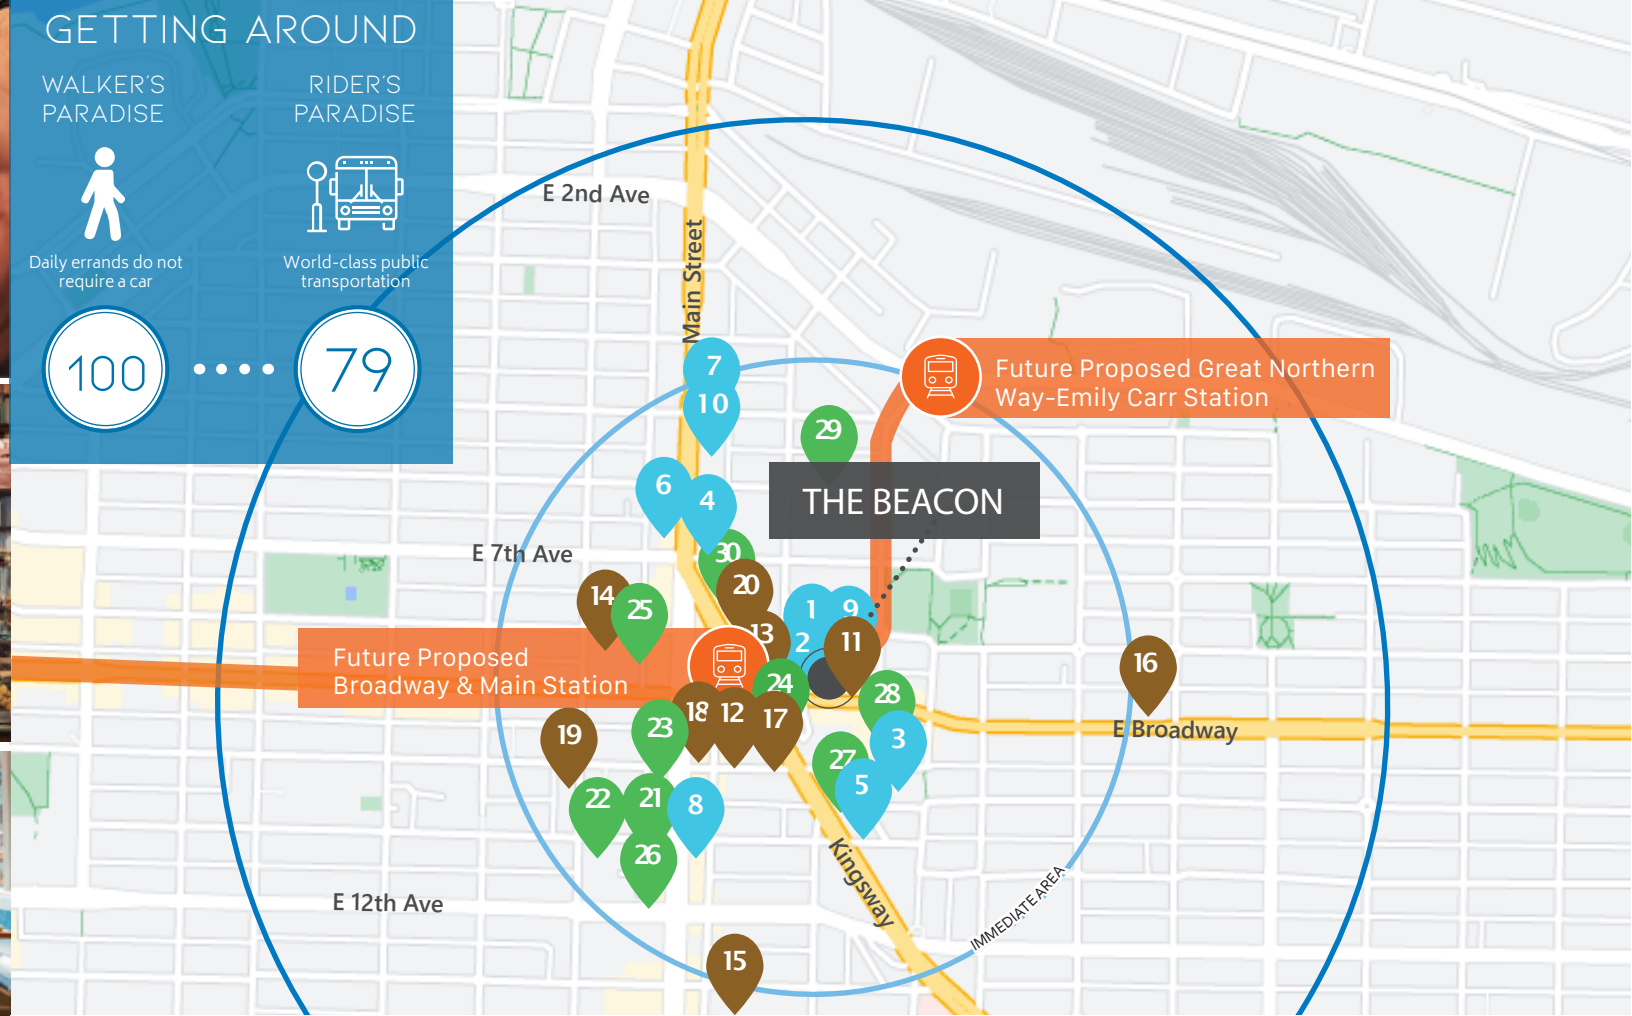 GETTING AROUND
WALKER'S
PARADISE
RIDER'S
PARADISE
Daily errands do not
require a car
World-class public
transportation
100
79
E 2nd Ave
Main Street
7
10
Future Proposed Great Northern
Way-Emily Carr Station
29
6
4
THE BEACON
E 7th Ave
30
20
14
25
1
9
13
2
11
16
Future Proposed
Broadway & Main Station
24
28
18
12
17
23
19
3
E Broadway
27
5
22
21
8
26
Kingsway
IMMEDIATE AREA
E 12th Ave
15